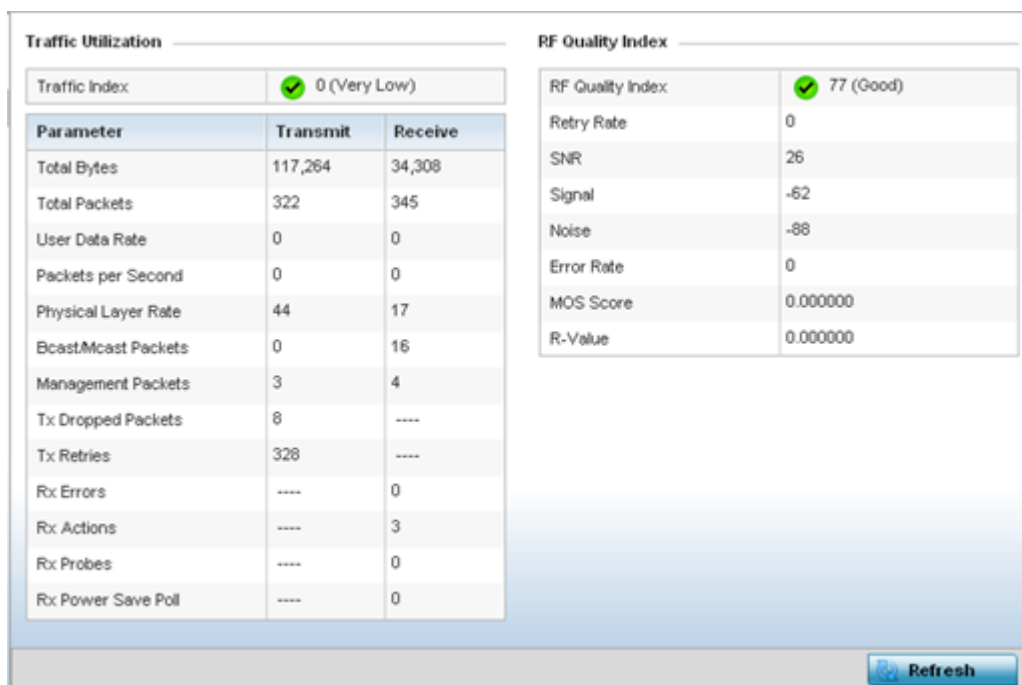 Traffic Utilization
Traffic Index 0 (Very Low)
Parameter Transmit Receive
Total Bytes 117,264 34,308
Total Packets 322 345
User Data Rate 0 0
Packets per Second 0 0
Physical Layer Rate 44 17
Bcast/Mcast Packets 0 16
Management Packets 3 4
Tx Dropped Packets 8 ----
Tx Retries 328 ----
Rx Errors ---- 0
Rx Actions ---- 3
Rx Probes ---- 0
Rx Power Save Poll ---- 0
RF Quality Index
RF Quality Index 77 (Good)
Retry Rate 0
SNR 26
Signal -62
Noise -88
Error Rate 0
MOS Score 0.000000
R-Value 0.000000
Refresh